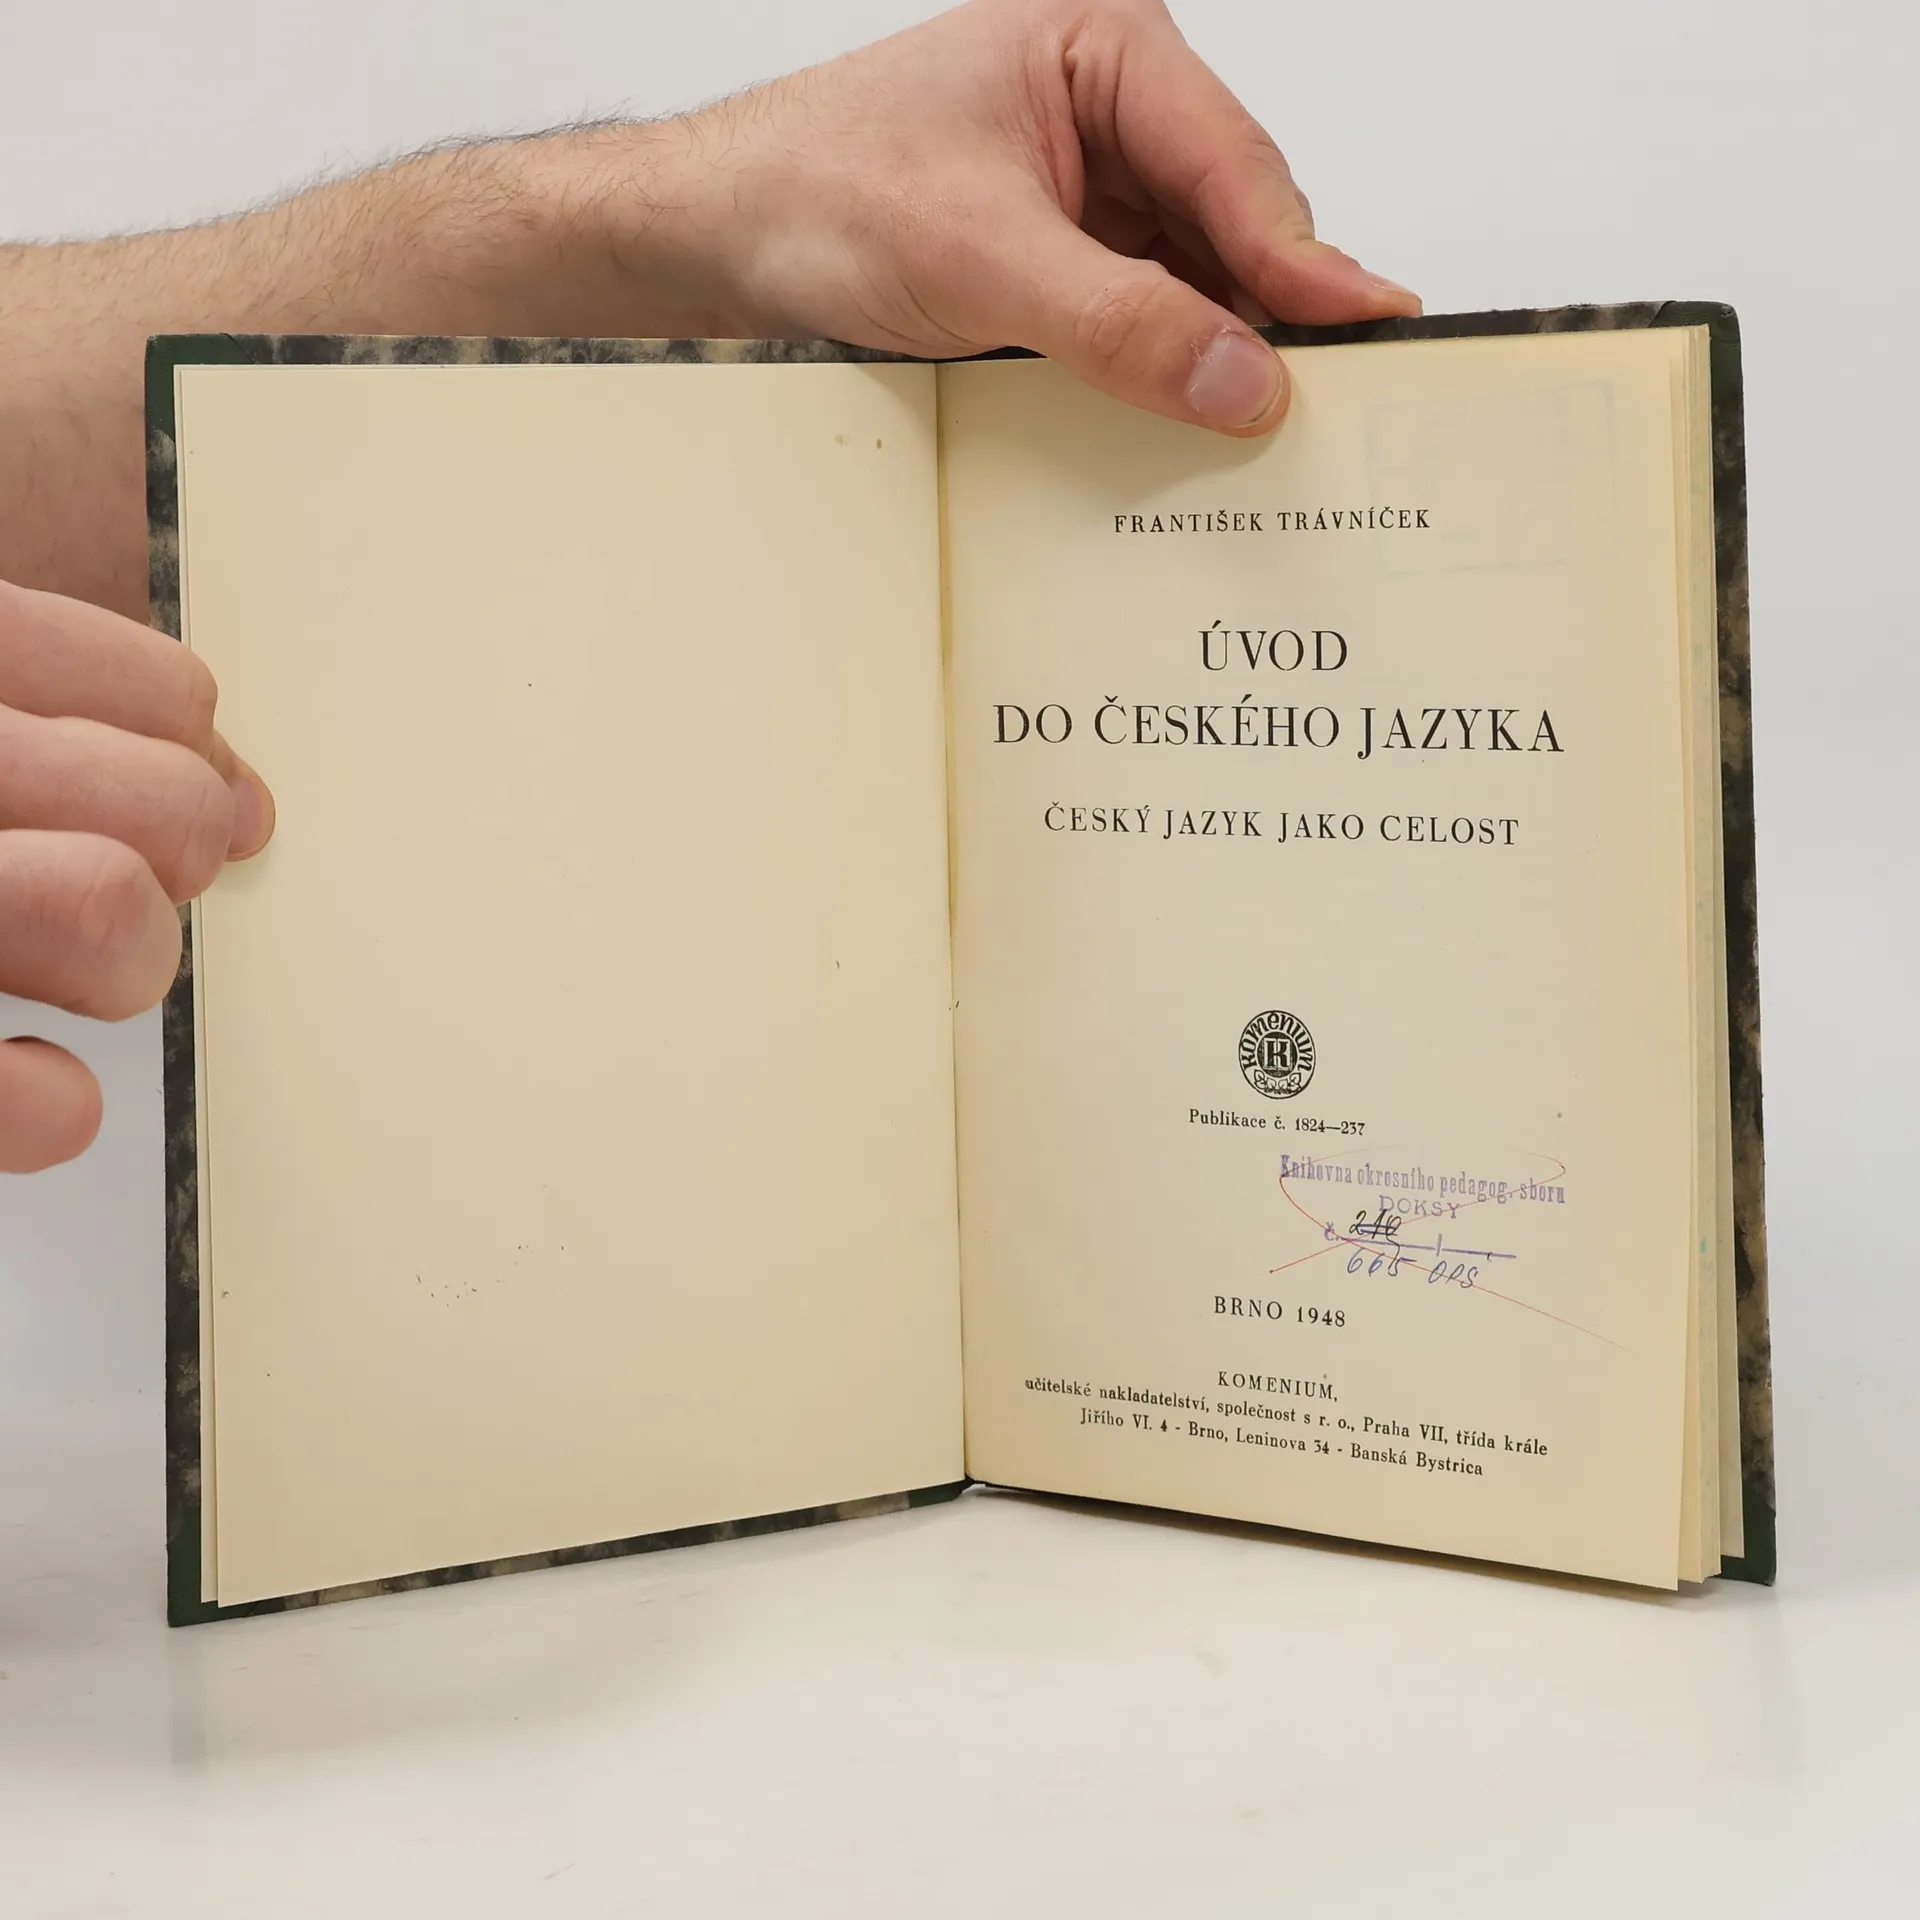 FRANTIŠEK TRÁVNÍČEK
ÚVOD
DO ČESKÉHO JAZYKA
ČESKÝ JAZYK JAKO CELOST
Komenium
K
Publikace č. 1824—237
Knihovna okresního pedagog. sboru
DOKSY
č. 210
665 OPS
BRNO 1948
KOMENIUM,
učitelské nakladatelství, společnost s r. o., Praha VII, třída krále
Jiřího VI. 4 - Brno, Leninova 34 - Banská Bystrica